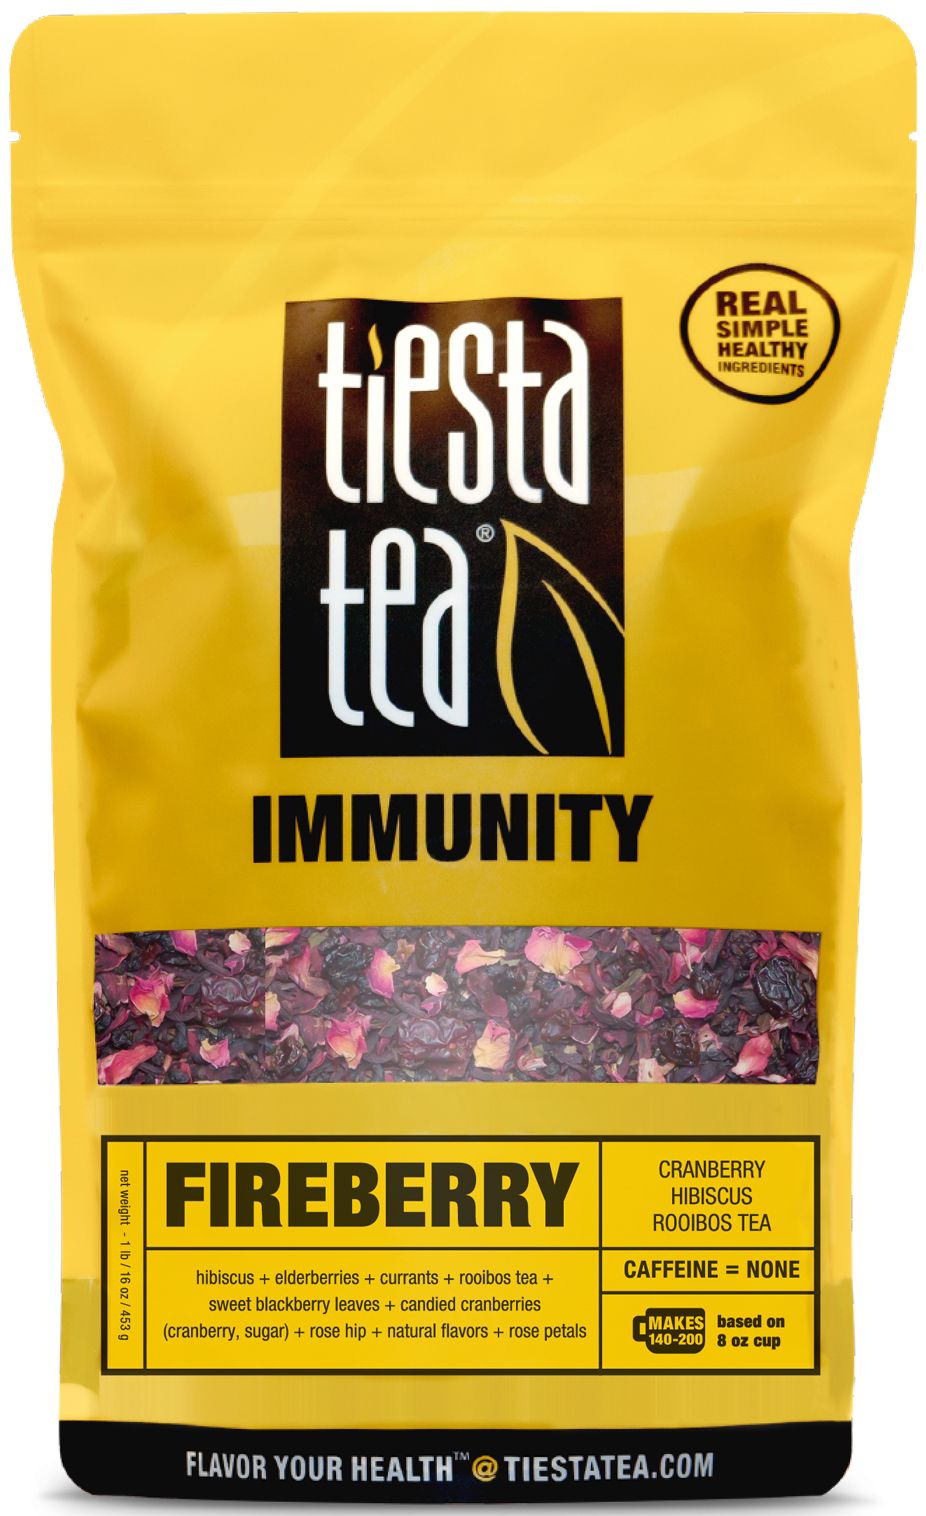 REAL
SIMPLE
HEALTHY
INGREDIENTS
tiesta
tea®
IMMUNITY
net weight - 1 lb / 16 oz / 453 g
FIREBERRY
hibiscus + elderberries + currants + rooibos tea +
sweet blackberry leaves + candied cranberries
(cranberry, sugar) + rose hip + natural flavors + rose petals
CRANBERRY
HIBISCUS
ROOIBOS TEA
CAFFEINE = NONE
MAKES
140-200
based on
8 oz cup
FLAVOR YOUR HEALTH™ @ TIESTATEA.COM